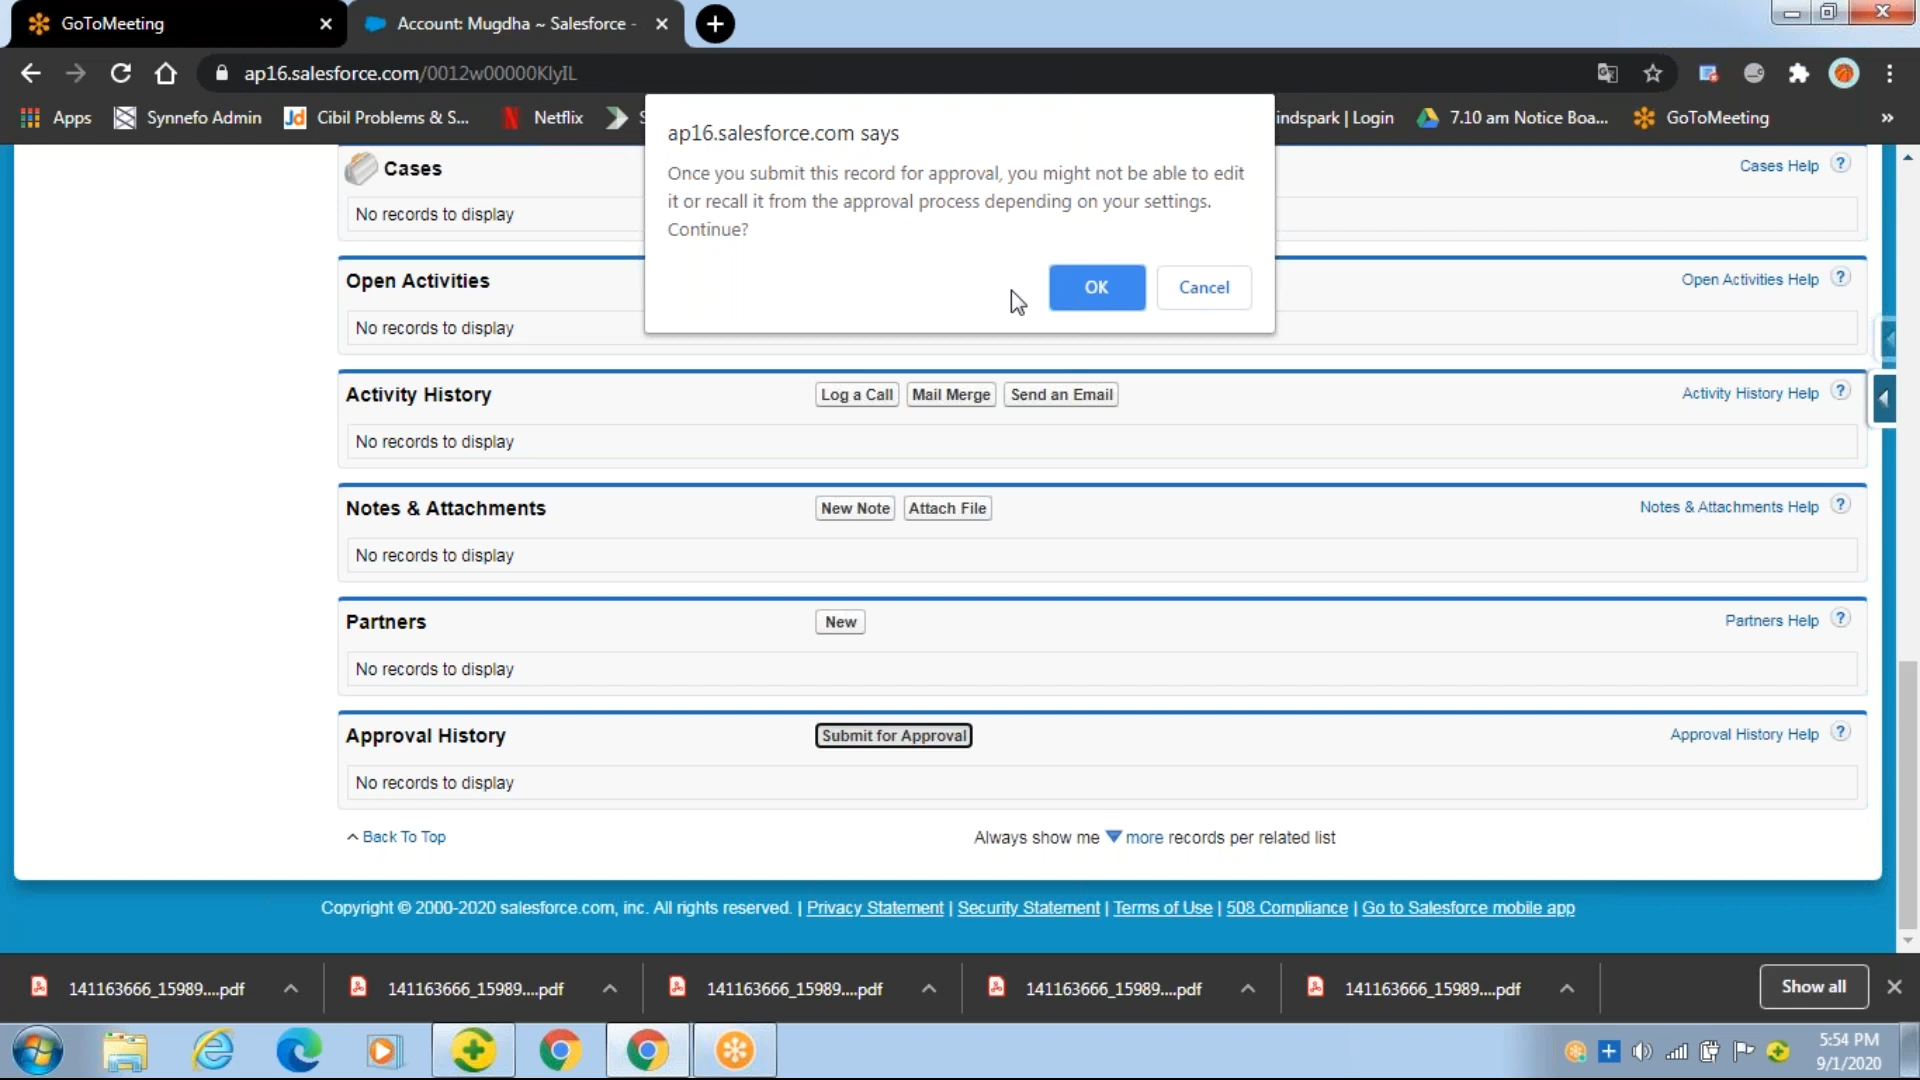 GoToMeeting
Account: Mugdha ~ Salesforce -
ap16.salesforce.com/0012w00000KlyIL
Apps
Synnefo Admin
Jd
Cibil Problems & S...
Netflix
indspark | Login
7.10 am Notice Boa...
GoToMeeting
»
ap16.salesforce.com says
Once you submit this record for approval, you might not be able to edit
it or recall it from the approval process depending on your settings.
Continue?
OK
Cancel
Cases
Cases Help ?
No records to display
Open Activities
Open Activities Help ?
No records to display
Activity History
Log a Call
Mail Merge
Send an Email
Activity History Help ?
No records to display
Notes & Attachments
New Note
Attach File
Notes & Attachments Help ?
No records to display
Partners
New
Partners Help ?
No records to display
Approval History
Submit for Approval
Approval History Help ?
No records to display
Back To Top
Always show me more records per related list
Copyright © 2000-2020 salesforce.com, inc. All rights reserved. | Privacy Statement | Security Statement | Terms of Use | 508 Compliance | Go to Salesforce mobile app
141163666_15989....pdf
141163666_15989....pdf
141163666_15989....pdf
141163666_15989....pdf
141163666_15989....pdf
Show all
5:54 PM
9/1/2020